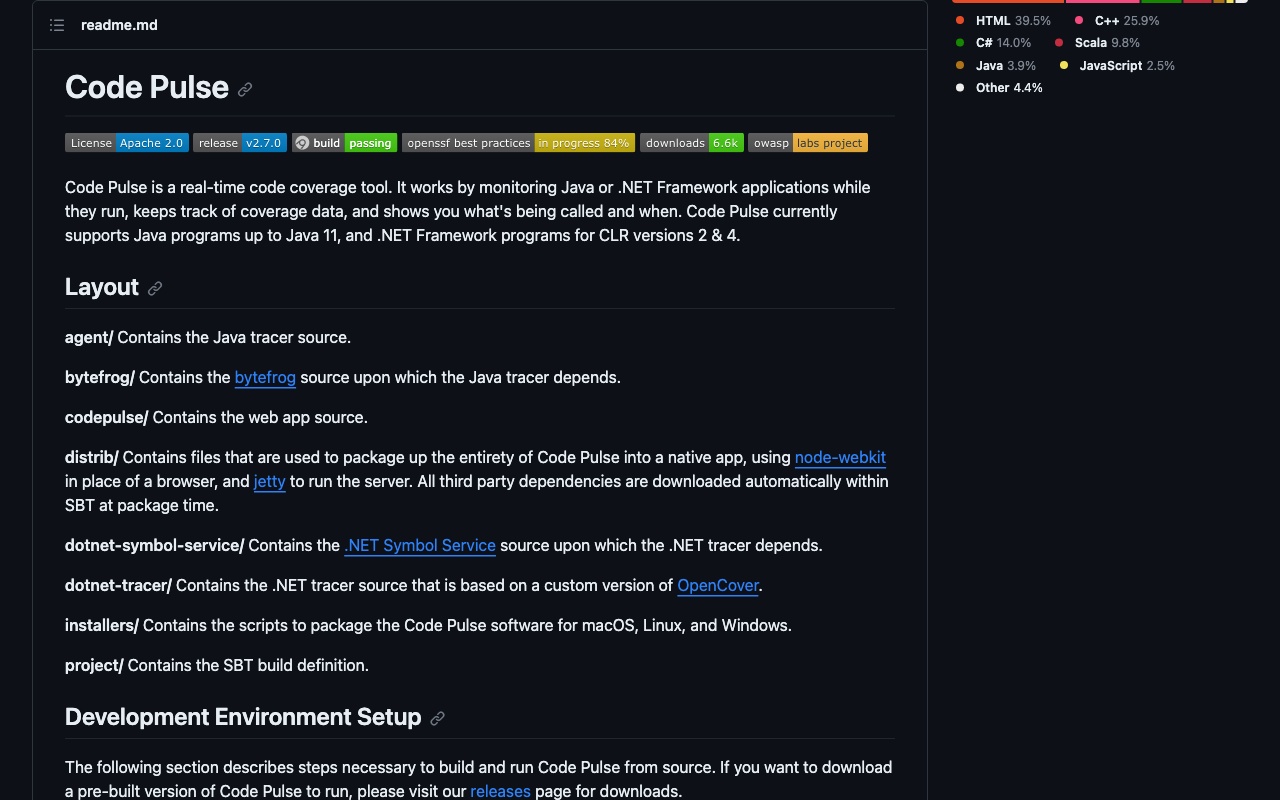 readme.md
Code Pulse
License Apache 2.0 release v2.7.0 build passing openssf best practices in progress 84% downloads 6.6k owasp labs project
Code Pulse is a real-time code coverage tool. It works by monitoring Java or .NET Framework applications while
they run, keeps track of coverage data, and shows you what's being called and when. Code Pulse currently
supports Java programs up to Java 11, and .NET Framework programs for CLR versions 2 & 4.
Layout
agent/ Contains the Java tracer source.
bytefrog/ Contains the bytefrog source upon which the Java tracer depends.
codepulse/ Contains the web app source.
distrib/ Contains files that are used to package up the entirety of Code Pulse into a native app, using node-webkit
in place of a browser, and jetty to run the server. All third party dependencies are downloaded automatically within
SBT at package time.
dotnet-symbol-service/ Contains the .NET Symbol Service source upon which the .NET tracer depends.
dotnet-tracer/ Contains the .NET tracer source that is based on a custom version of OpenCover.
installers/ Contains the scripts to package the Code Pulse software for macOS, Linux, and Windows.
project/ Contains the SBT build definition.
Development Environment Setup
The following section describes steps necessary to build and run Code Pulse from source. If you want to download
a pre-built version of Code Pulse to run, please visit our releases page for downloads.
HTML 39.5% C++ 25.9%
C# 14.0% Scala 9.8%
Java 3.9% JavaScript 2.5%
Other 4.4%